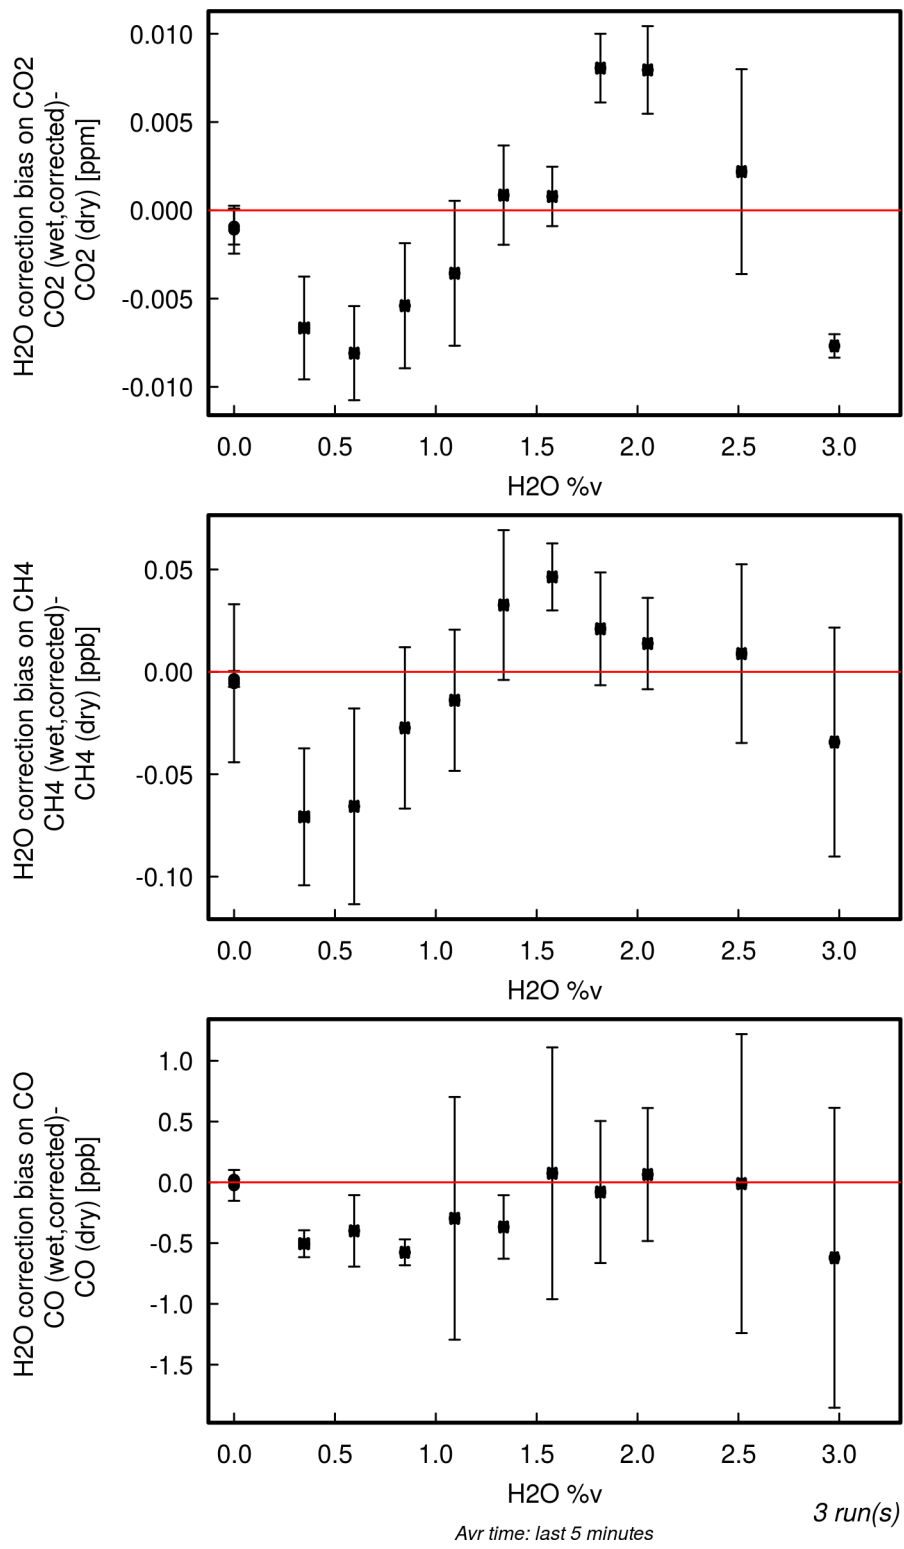 H2O correction bias on CO2
CO2 (wet,corrected)-
CO2 (dry) [ppm]
0.010
0.005
0.000
-0.005
-0.010
0.0 0.5 1.0 1.5 2.0 2.5 3.0
H2O %v
H2O correction bias on CH4
CH4 (wet,corrected)-
CH4 (dry) [ppb]
0.05
0.00
-0.05
-0.10
0.0 0.5 1.0 1.5 2.0 2.5 3.0
H2O %v
H2O correction bias on CO
CO (wet,corrected)-
CO (dry) [ppb]
1.0
0.5
0.0
-0.5
-1.0
-1.5
0.0 0.5 1.0 1.5 2.0 2.5 3.0
H2O %v
3 run(s)
Avr time: last 5 minutes